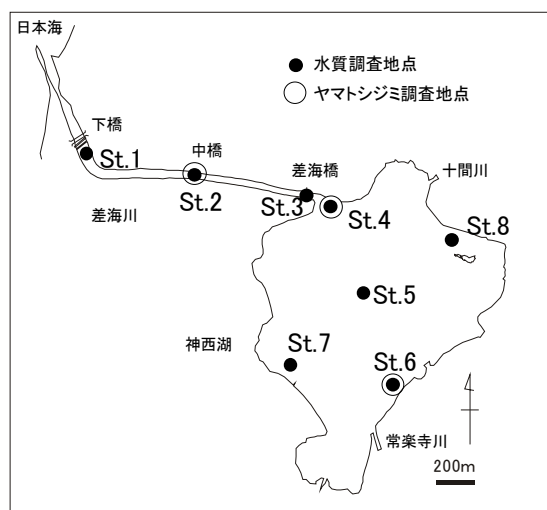 日本海
水質調査地点
ヤマトシジミ調査地点
下橋
St.1
中橋
St.2
差海橋
St.3
St.4
十間川
差海川
St.8
St.5
神西湖
St.7
St.6
常楽寺川
200m